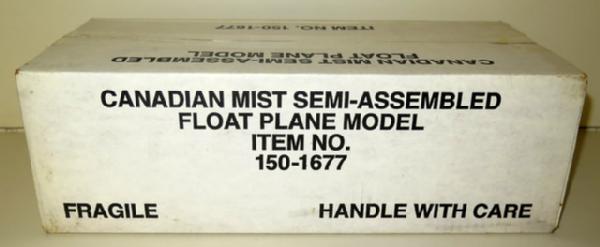 ITEM NO. 150-1677
CANADIAN MIST SEMI-ASSEMBLED
FLOAT PLANE MODEL
CANADIAN MIST SEMI-ASSEMBLED
FLOAT PLANE MODEL
ITEM NO.
150-1677
FRAGILE HANDLE WITH CARE